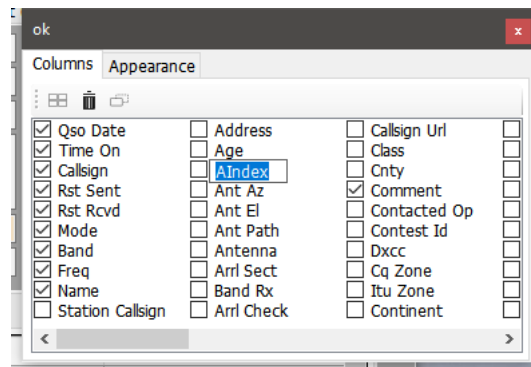 ok
x
Columns Appearance
Qso Date Address Callsign Url
Time On Age Class
Callsign AIndex Cnty
Rst Sent Ant Az Comment
Rst Rcvd Ant El Contacted Op
Mode Ant Path Contest Id
Band Antenna Dxcc
Freq Arrl Sect Cq Zone
Name Band Rx Itu Zone
Station Callsign Arrl Check Continent